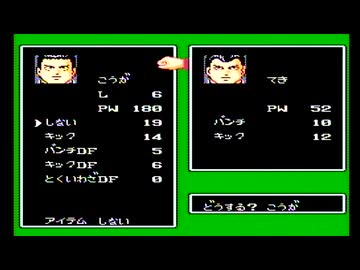 こうが
L 6
PW 180
しない 19
キック 14
パンチDF 5
キックDF 6
とくいわざDF 0
アイテム しない
てき
PW 52
パンチ 10
キック 12
どうする? こうが